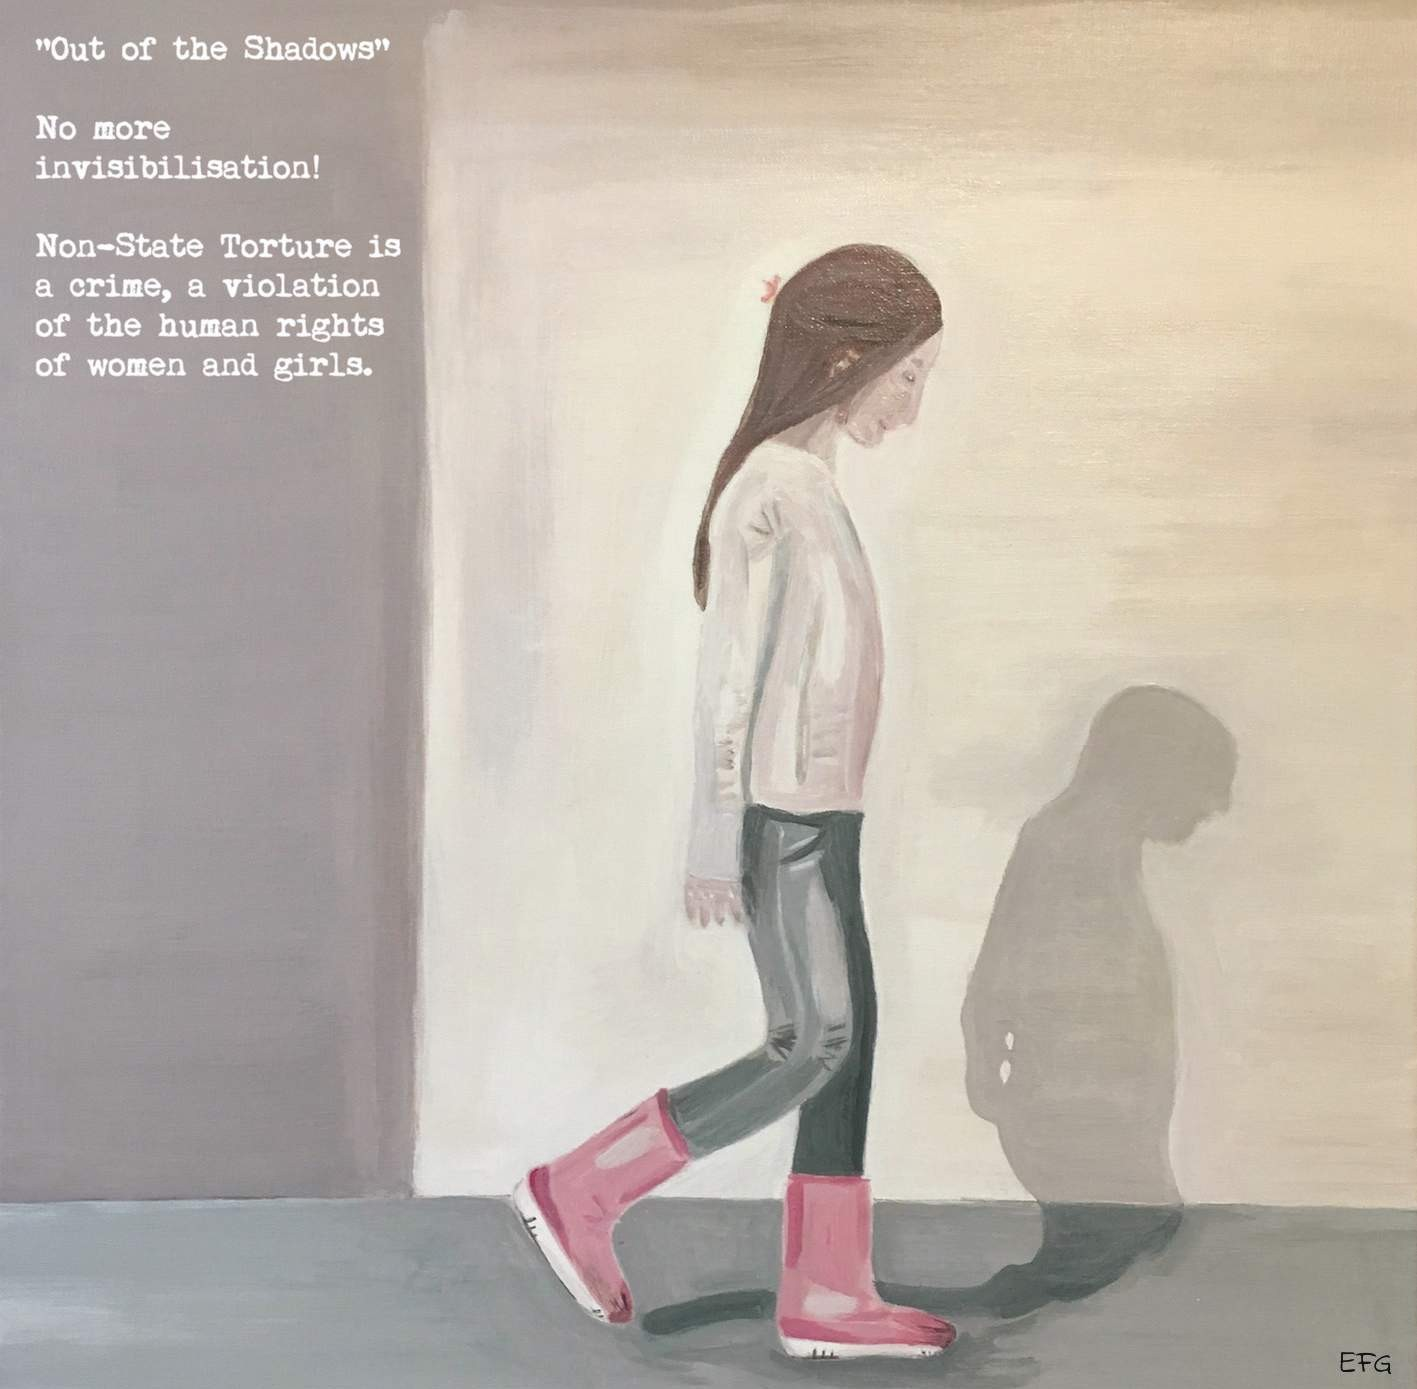 "Out of the Shadows"
No more
invisibilisation!
Non-State Torture is
a crime, a violation
of the human rights
of women and girls.
EFG